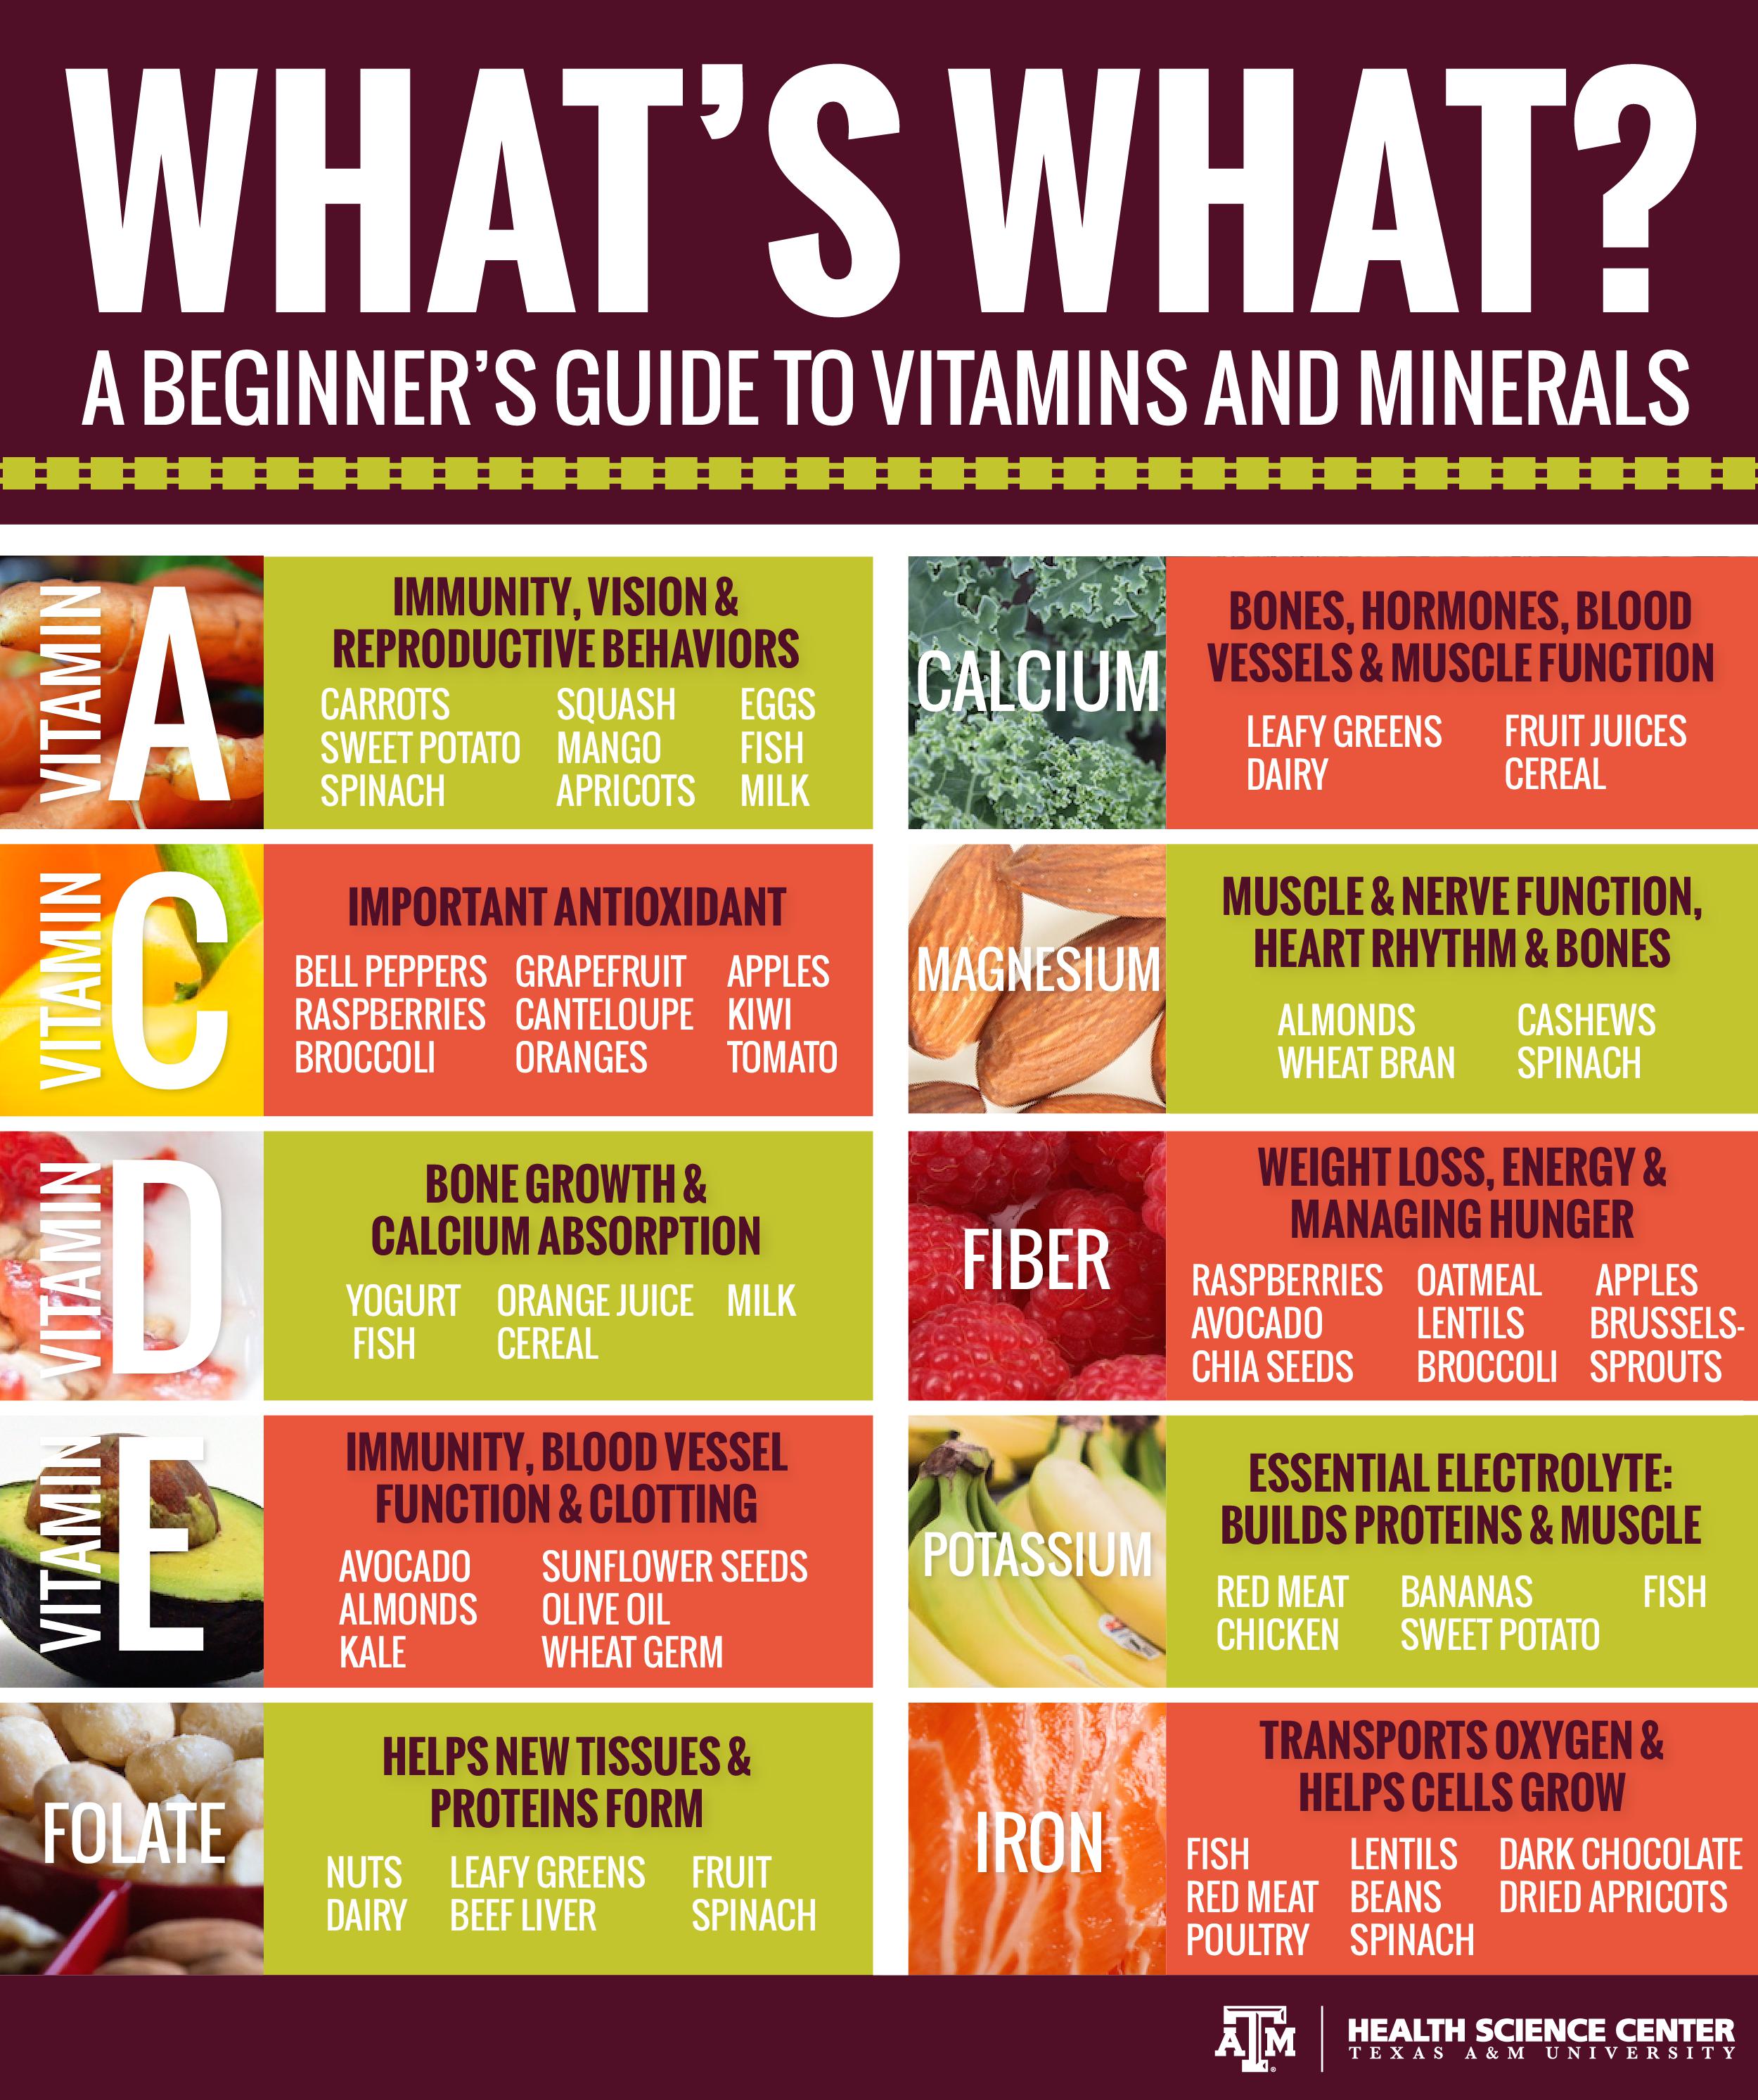 WHAT'S WHAT?
A BEGINNER'S GUIDE TO VITAMINS AND MINERALS
VITAMIN A
IMMUNITY, VISION &
REPRODUCTIVE BEHAVIORS
CARROTS SQUASH EGGS
SWEET POTATO MANGO FISH
SPINACH APRICOTS MILK
VITAMIN C
IMPORTANT ANTIOXIDANT
BELL PEPPERS GRAPEFRUIT APPLES
RASPBERRIES CANTELOUPE KIWI
BROCCOLI ORANGES TOMATO
VITAMIN D
BONE GROWTH &
CALCIUM ABSORPTION
YOGURT ORANGE JUICE MILK
FISH CEREAL
VITAMIN E
IMMUNITY, BLOOD VESSEL
FUNCTION & CLOTTING
AVOCADO SUNFLOWER SEEDS
ALMONDS OLIVE OIL
KALE WHEAT GERM
FOLATE
HELPS NEW TISSUES &
PROTEINS FORM
NUTS LEAFY GREENS FRUIT
DAIRY BEEF LIVER SPINACH
CALCIUM
BONES, HORMONES, BLOOD
VESSELS & MUSCLE FUNCTION
LEAFY GREENS FRUIT JUICES
DAIRY CEREAL
MAGNESIUM
MUSCLE & NERVE FUNCTION,
HEART RHYTHM & BONES
ALMONDS CASHEWS
WHEAT BRAN SPINACH
FIBER
WEIGHT LOSS, ENERGY &
MANAGING HUNGER
RASPBERRIES OATMEAL APPLES
AVOCADO LENTILS BRUSSELS-
CHIA SEEDS BROCCOLI SPROUTS
POTASSIUM
ESSENTIAL ELECTROLYTE:
BUILDS PROTEINS & MUSCLE
RED MEAT BANANAS FISH
CHICKEN SWEET POTATO
IRON
TRANSPORTS OXYGEN &
HELPS CELLS GROW
FISH LENTILS DARK CHOCOLATE
RED MEAT BEANS DRIED APRICOTS
POULTRY SPINACH
ATM®
HEALTH SCIENCE CENTER
TEXAS A&M UNIVERSITY